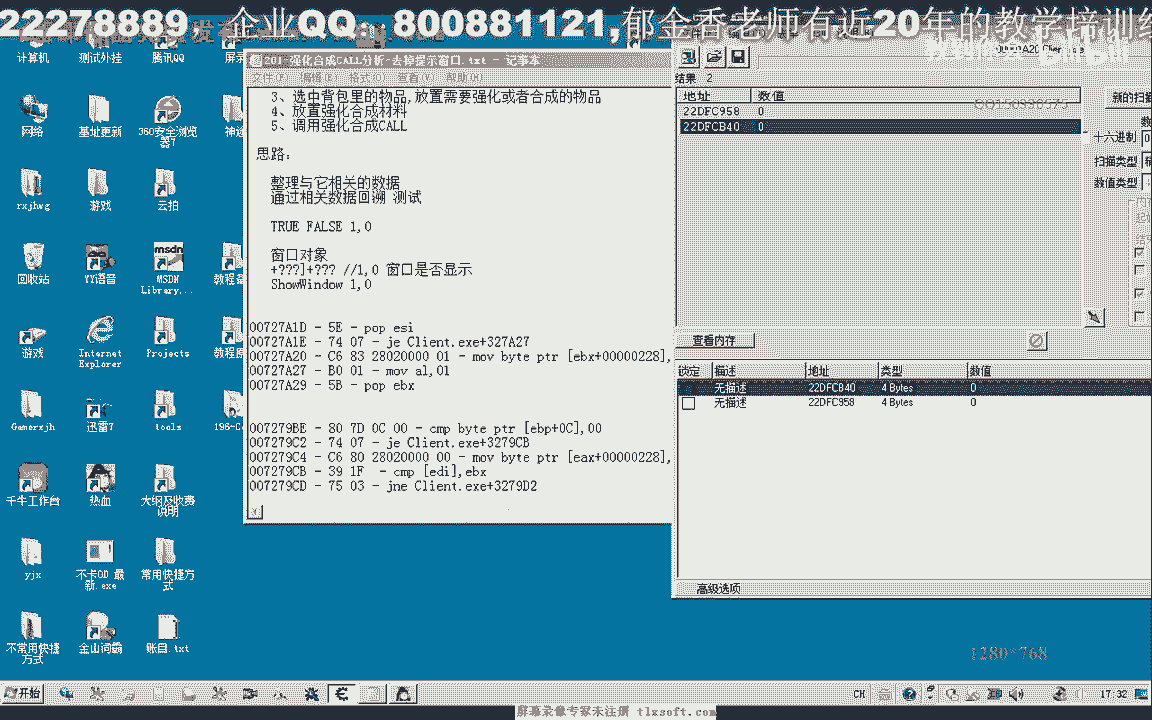 22278889, 企业QQ: 800881121,郁金香老师有近20年的教学培训经
计算机
测试外挂
腾讯QQ
网络
基址更新
360安全浏览器7
rxjhwg
游戏
云拍
回收站
YY语音
MSDN Library...
游戏
Internet Explorer
Projects
Gamerxjh
迅雷7
tools
千牛工作台
热血
大纲及收费说明
yjx
不卡OD 最新.exe
常用快捷方式
不常用快捷方式
金山词霸
账目.txt
201-强化合成CALL分析-去掉提示窗口.txt - 记事本
文件(F) 编辑(E) 格式(O) 查看(V) 帮助(H)
3、选中背包里的物品,放置需要强化或者合成的物品
4、放置强化合成材料
5、调用强化合成CALL
思路:
整理与它相关的数据
通过相关数据回溯 测试
TRUE FALSE 1,0
窗口对象
+???]+??? //1,0 窗口是否显示
ShowWindow 1,0
00727A1D - 5E - pop esi
00727A1E - 74 07 - je Client.exe+327A27
00727A20 - C6 83 28020000 01 - mov byte ptr [ebx+00000228],
00727A27 - B0 01 - mov al,01
00727A29 - 5B - pop ebx
007279BE - 80 7D 0C 00 - cmp byte ptr [ebp+0C],00
007279C2 - 74 07 - je Client.exe+3279CB
007279C4 - C6 80 28020000 00 - mov byte ptr [eax+00000228],
007279CB - 39 1F - cmp [edi],ebx
007279CD - 75 03 - jne Client.exe+3279D2
结果: 2
地址 数值
22DFC958 0
22DFCB40 0
QQ150330575
新的扫描
十六进制
扫描类型
数值类型
查看内存
锁定 描述 地址 类型 数值
无描述 22DFCB40 4 Bytes 0
无描述 22DFC958 4 Bytes 0
高级选项
1280*768
开始
CH
17:32
屏幕录像专家未注册 tlxsoft.com